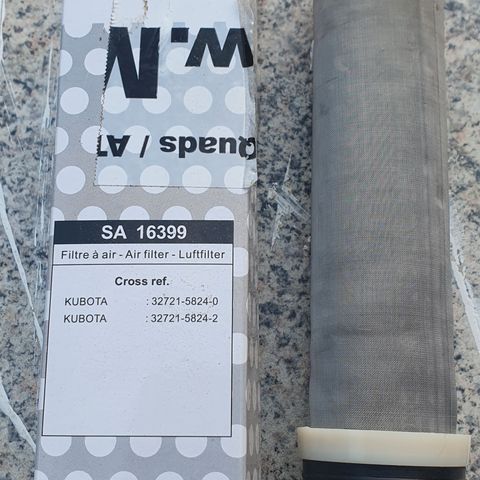 w.M
Quads / AT
SA 16399
Filtre à air - Air filter - Luftfilter
Cross ref.
KUBOTA : 32721-5824-0
KUBOTA : 32721-5824-2